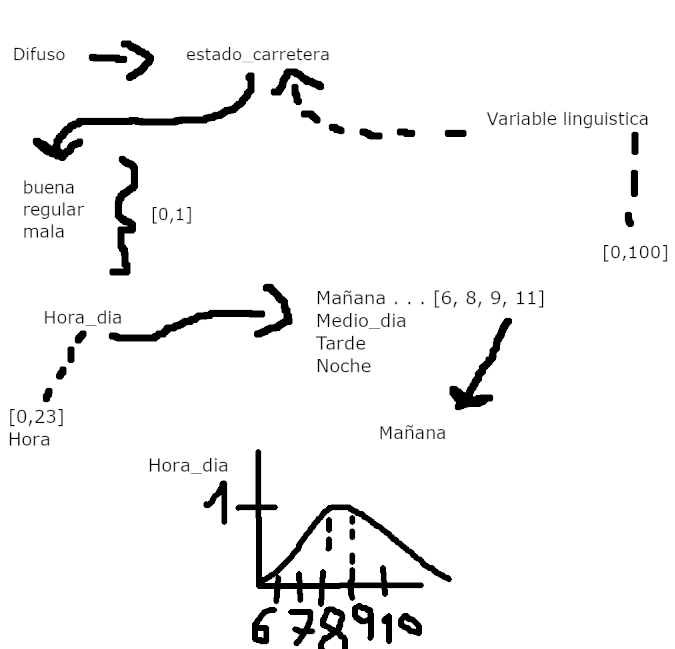 Difuso
estado_carretera
Variable linguistica
buena
regular
mala
[0,1]
[0,100]
Hora_dia
Mañana . . . [6, 8, 9, 11]
Medio_dia
Tarde
Noche
[0,23]
Hora
Mañana
Hora_dia
1
6 7 8 9 10